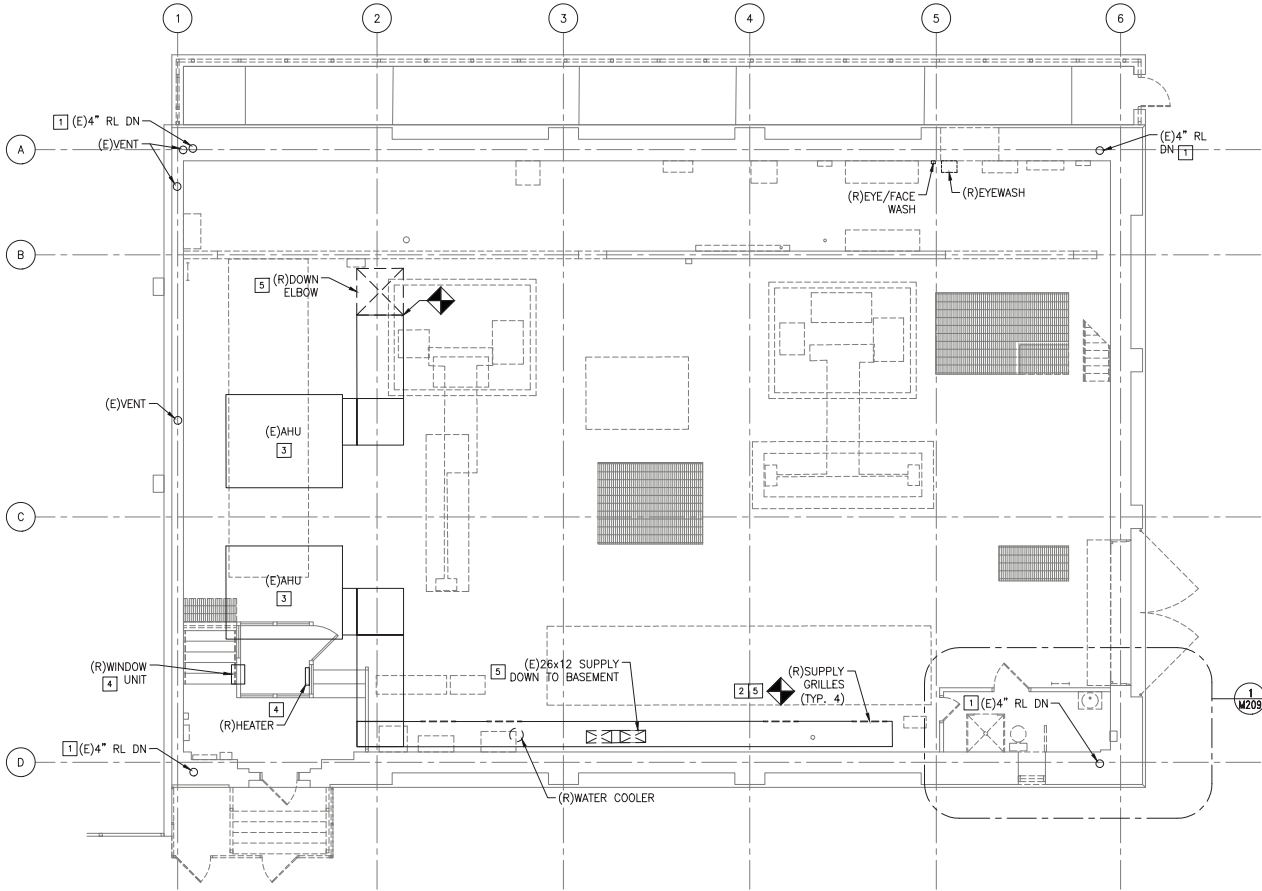 1 2 3 4 5 6
1 (E)4" RL DN
(E)VENT
A
(E)4" RL
DN 1
(R)EYE/FACE
WASH
(R)EYEWASH
B
5 (R)DOWN
ELBOW
(E)VENT
(E)AHU
3
C
(E)AHU
3
(R)WINDOW
4 UNIT
4
(R)HEATER
5 (E)26x12 SUPPLY
DOWN TO BASEMENT
2 5
(R)SUPPLY
GRILLES
(TYP. 4)
1 (E)4" RL DN
1
M209
1 (E)4" RL DN
D
(R)WATER COOLER